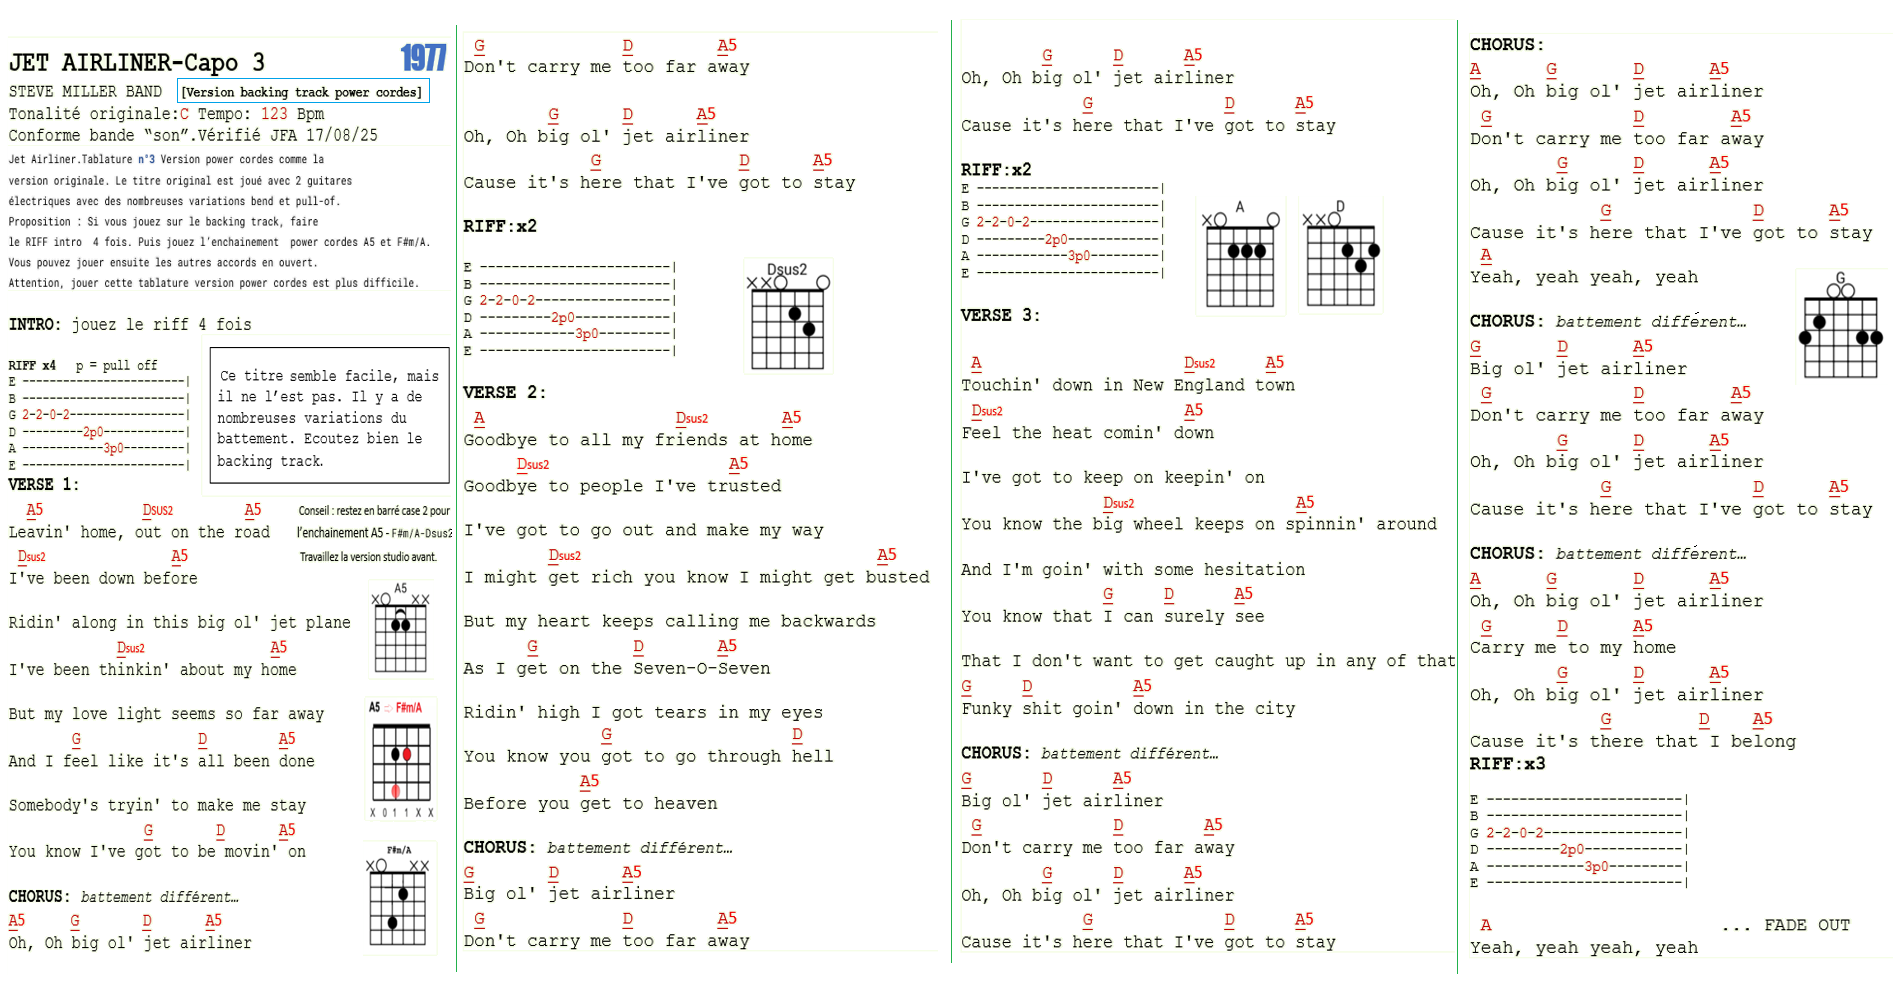 JET AIRLINER-Capo 3
1977
STEVE MILLER BAND [Version backing track power cordes]
Tonalité originale:C Tempo: 123 Bpm
Conforme bande “son”.Vérifié JFA 17/08/25
Jet Airliner.Tablature n°3 Version power cordes comme la
version originale. Le titre original est joué avec 2 guitares
électriques avec des nombreuses variations bend et pull-of.
Proposition : Si vous jouez sur le backing track, faire
le RIFF intro 4 fois. Puis jouez l’enchainement power cordes A5 et F#m/A.
Vous pouvez jouer ensuite les autres accords en ouvert.
Attention, jouer cette tablature version power cordes est plus difficile.
INTRO: jouez le riff 4 fois
RIFF x4 p = pull off
E ------------------------|
B ------------------------|
G 2-2-0-2-----------------|
D ---------2p0------------|
A ------------3p0---------|
E ------------------------|
Ce titre semble facile, mais
il ne l’est pas. Il y a de
nombreuses variations du
battement. Ecoutez bien le
backing track.
VERSE 1:
A5 Dsus2 A5
Leavin' home, out on the road
Dsus2 A5
I've been down before
Conseil : restez en barré case 2 pour
l’enchainement A5 - F#m/A-Dsus2
Travaillez la version studio avant.
Ridin' along in this big ol' jet plane
Dsus2 A5
I've been thinkin' about my home
But my love light seems so far away
G D A5
And I feel like it's all been done
Somebody's tryin' to make me stay
G D A5
You know I've got to be movin' on
CHORUS: battement différent…
A5 G D A5
Oh, Oh big ol' jet airliner
A5
XO XX
A5 ⇨ F#m/A
X 0 1 1 X X
F#m/A
XO XX
G D A5
Don't carry me too far away
G D A5
Oh, Oh big ol' jet airliner
G D A5
Cause it's here that I've got to stay
RIFF:x2
E ------------------------|
B ------------------------|
G 2-2-0-2-----------------|
D ---------2p0------------|
A ------------3p0---------|
E ------------------------|
Dsus2
XXO O
VERSE 2:
A Dsus2 A5
Goodbye to all my friends at home
Dsus2 A5
Goodbye to people I've trusted
I've got to go out and make my way
Dsus2 A5
I might get rich you know I might get busted
But my heart keeps calling me backwards
G D A5
As I get on the Seven-O-Seven
Ridin' high I got tears in my eyes
G D
You know you got to go through hell
A5
Before you get to heaven
CHORUS: battement différent…
G D A5
Big ol' jet airliner
G D A5
Don't carry me too far away
G D A5
Oh, Oh big ol' jet airliner
G D A5
Cause it's here that I've got to stay
RIFF:x2
E ------------------------|
B ------------------------|
G 2-2-0-2-----------------|
D ---------2p0------------|
A ------------3p0---------|
E ------------------------|
A
XO O
D
XXO
VERSE 3:
A Dsus2 A5
Touchin' down in New England town
Dsus2 A5
Feel the heat comin' down
I've got to keep on keepin' on
Dsus2 A5
You know the big wheel keeps on spinnin' around
And I'm goin' with some hesitation
G D A5
You know that I can surely see
That I don't want to get caught up in any of that
G D A5
Funky shit goin' down in the city
CHORUS: battement différent…
G D A5
Big ol' jet airliner
G D A5
Don't carry me too far away
G D A5
Oh, Oh big ol' jet airliner
G D A5
Cause it's here that I've got to stay
CHORUS:
A G D A5
Oh, Oh big ol' jet airliner
G D A5
Don't carry me too far away
G D A5
Oh, Oh big ol' jet airliner
G D A5
Cause it's here that I've got to stay
A
Yeah, yeah yeah, yeah
G
OO
CHORUS: battement différent…
G D A5
Big ol' jet airliner
G D A5
Don't carry me too far away
G D A5
Oh, Oh big ol' jet airliner
G D A5
Cause it's here that I've got to stay
CHORUS: battement différent…
A G D A5
Oh, Oh big ol' jet airliner
G D A5
Carry me to my home
G D A5
Oh, Oh big ol' jet airliner
G D A5
Cause it's there that I belong
RIFF:x3
E ------------------------|
B ------------------------|
G 2-2-0-2-----------------|
D ---------2p0------------|
A ------------3p0---------|
E ------------------------|
A ... FADE OUT
Yeah, yeah yeah, yeah